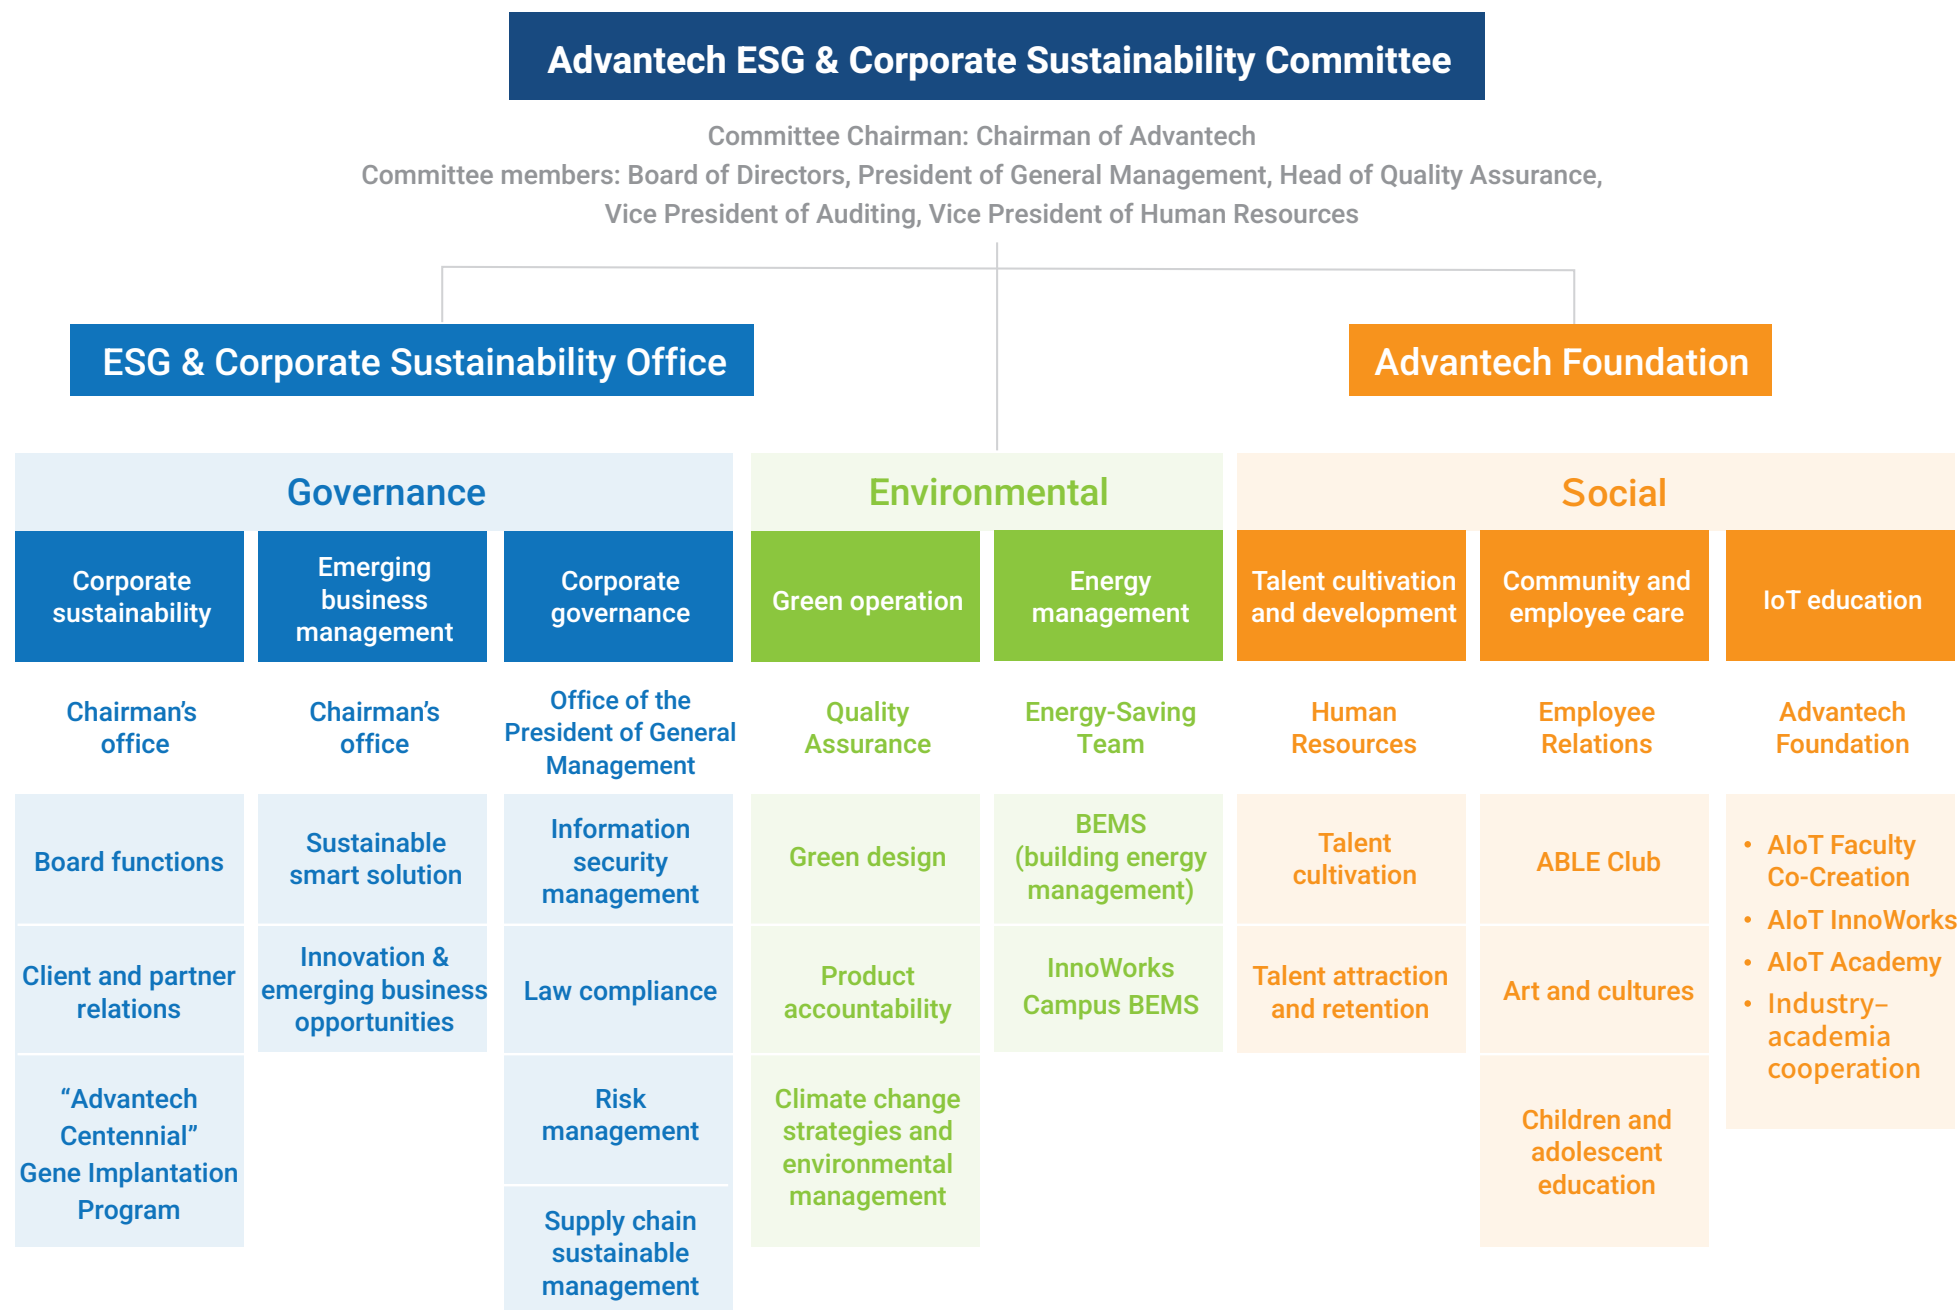 Advantech ESG & Corporate Sustainability Committee
Committee Chairman: Chairman of Advantech
Committee members: Board of Directors, President of General Management, Head of Quality Assurance,
Vice President of Auditing, Vice President of Human Resources
ESG & Corporate Sustainability Office
Advantech Foundation
Governance
Corporate
sustainability
Chairman’s
office
Board functions
Client and partner
relations
“Advantech
Centennial”
Gene Implantation
Program
Emerging
business
management
Chairman’s
office
Sustainable
smart solution
Innovation &
emerging business
opportunities
Corporate
governance
Office of the
President of General
Management
Information
security
management
Law compliance
Risk
management
Supply chain
sustainable
management
Environmental
Green operation
Quality
Assurance
Green design
Product
accountability
Climate change
strategies and
environmental
management
Energy
management
Energy-Saving
Team
BEMS
(building energy
management)
InnoWorks
Campus BEMS
Social
Talent cultivation
and development
Human
Resources
Talent
cultivation
Talent attraction
and retention
Community and
employee care
Employee
Relations
ABLE Club
Art and cultures
Children and
adolescent
education
IoT education
Advantech
Foundation
• AIoT Faculty
Co-Creation
• AIoT InnoWorks
• AIoT Academy
• Industry–
academia
cooperation